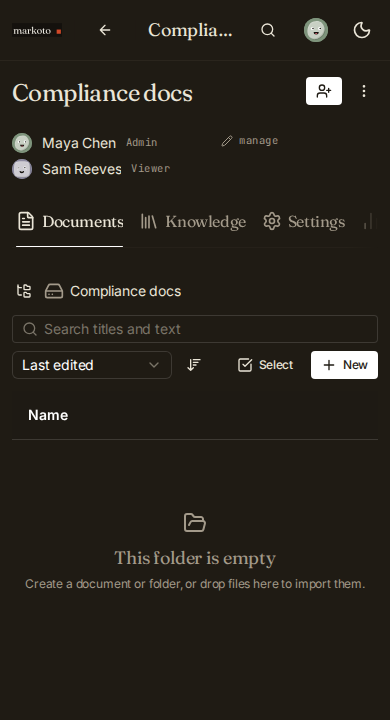 markoto
Complia...
Compliance docs
Maya Chen Admin
manage
Sam Reeves Viewer
Documents Knowledge Settings
Compliance docs
Search titles and text
Last edited Select New
Name
This folder is empty
Create a document or folder, or drop files here to import them.